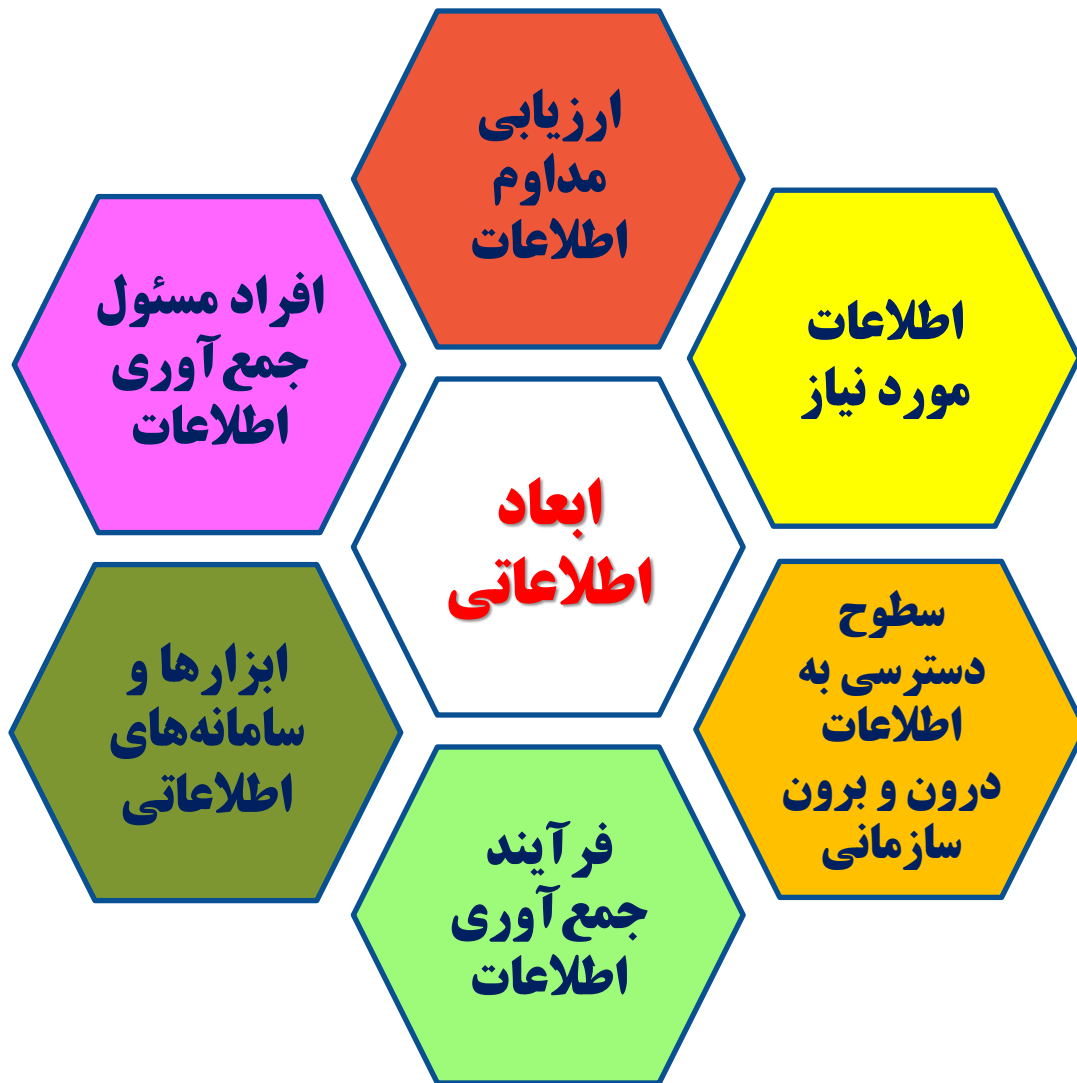 ارزیابی
مداوم
اطلاعات
اطلاعات
مورد نیاز
افراد مسئول
جمع‌آوری
اطلاعات
ابعاد
اطلاعاتی
سطوح
دسترسی به
اطلاعات
درون و برون
سازمانی
ابزارها و
سامانه‌های
اطلاعاتی
فرآیند
جمع‌آوری
اطلاعات